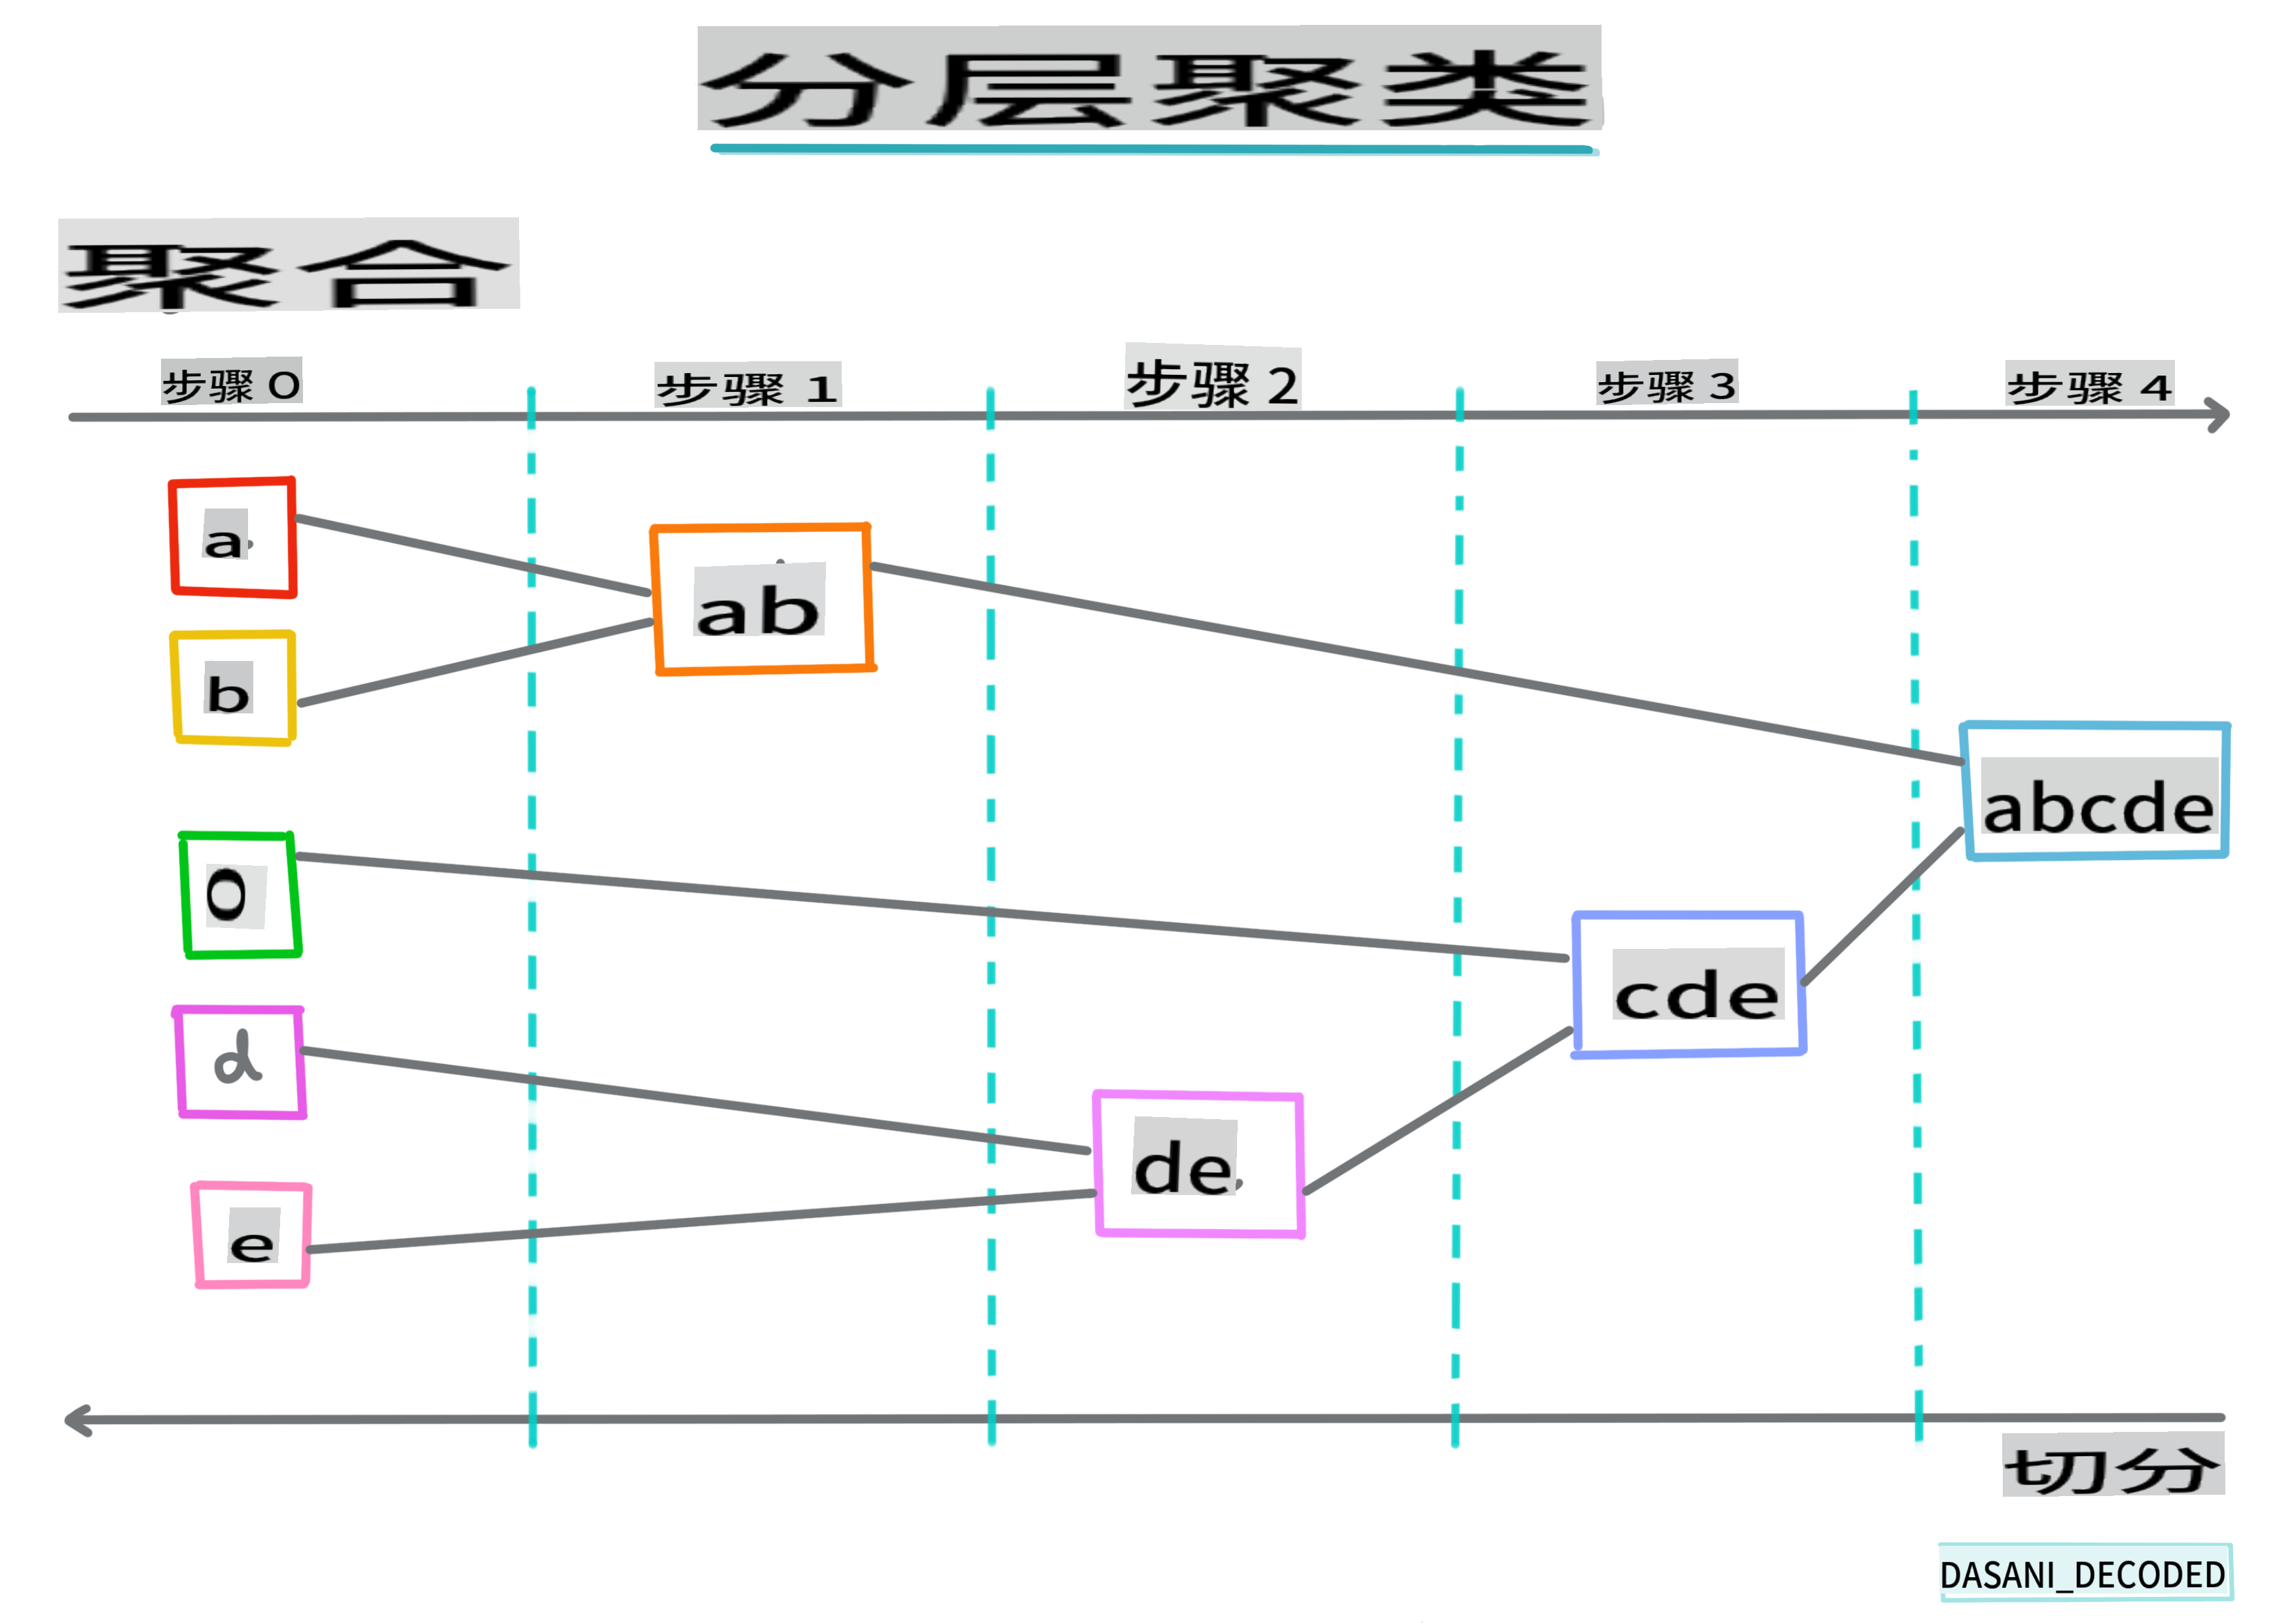 分层聚类
聚合
步骤 0
步骤 1
步骤 2
步骤 3
步骤 4
a
ab
b
abcde
0
cde
d
de
e
切分
DASANI_DECODED